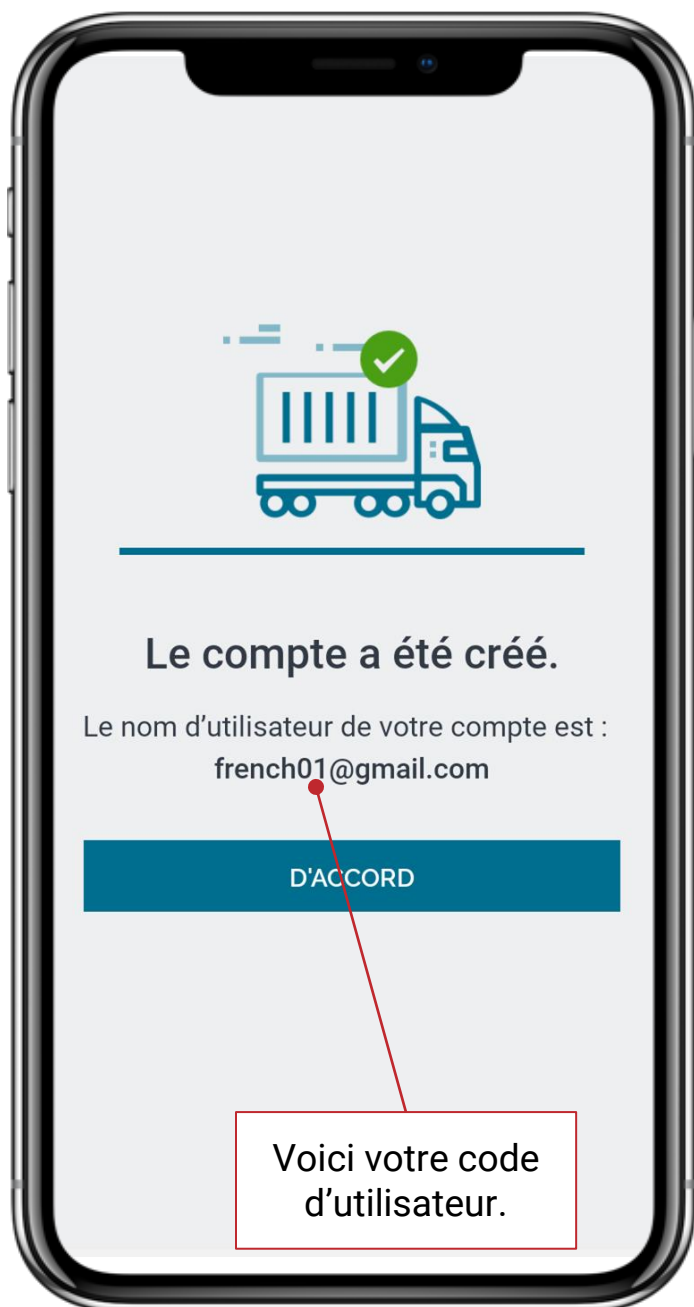 Le compte a été créé.
Le nom d’utilisateur de votre compte est :
french01@gmail.com
D'ACCORD
Voici votre code
d’utilisateur.